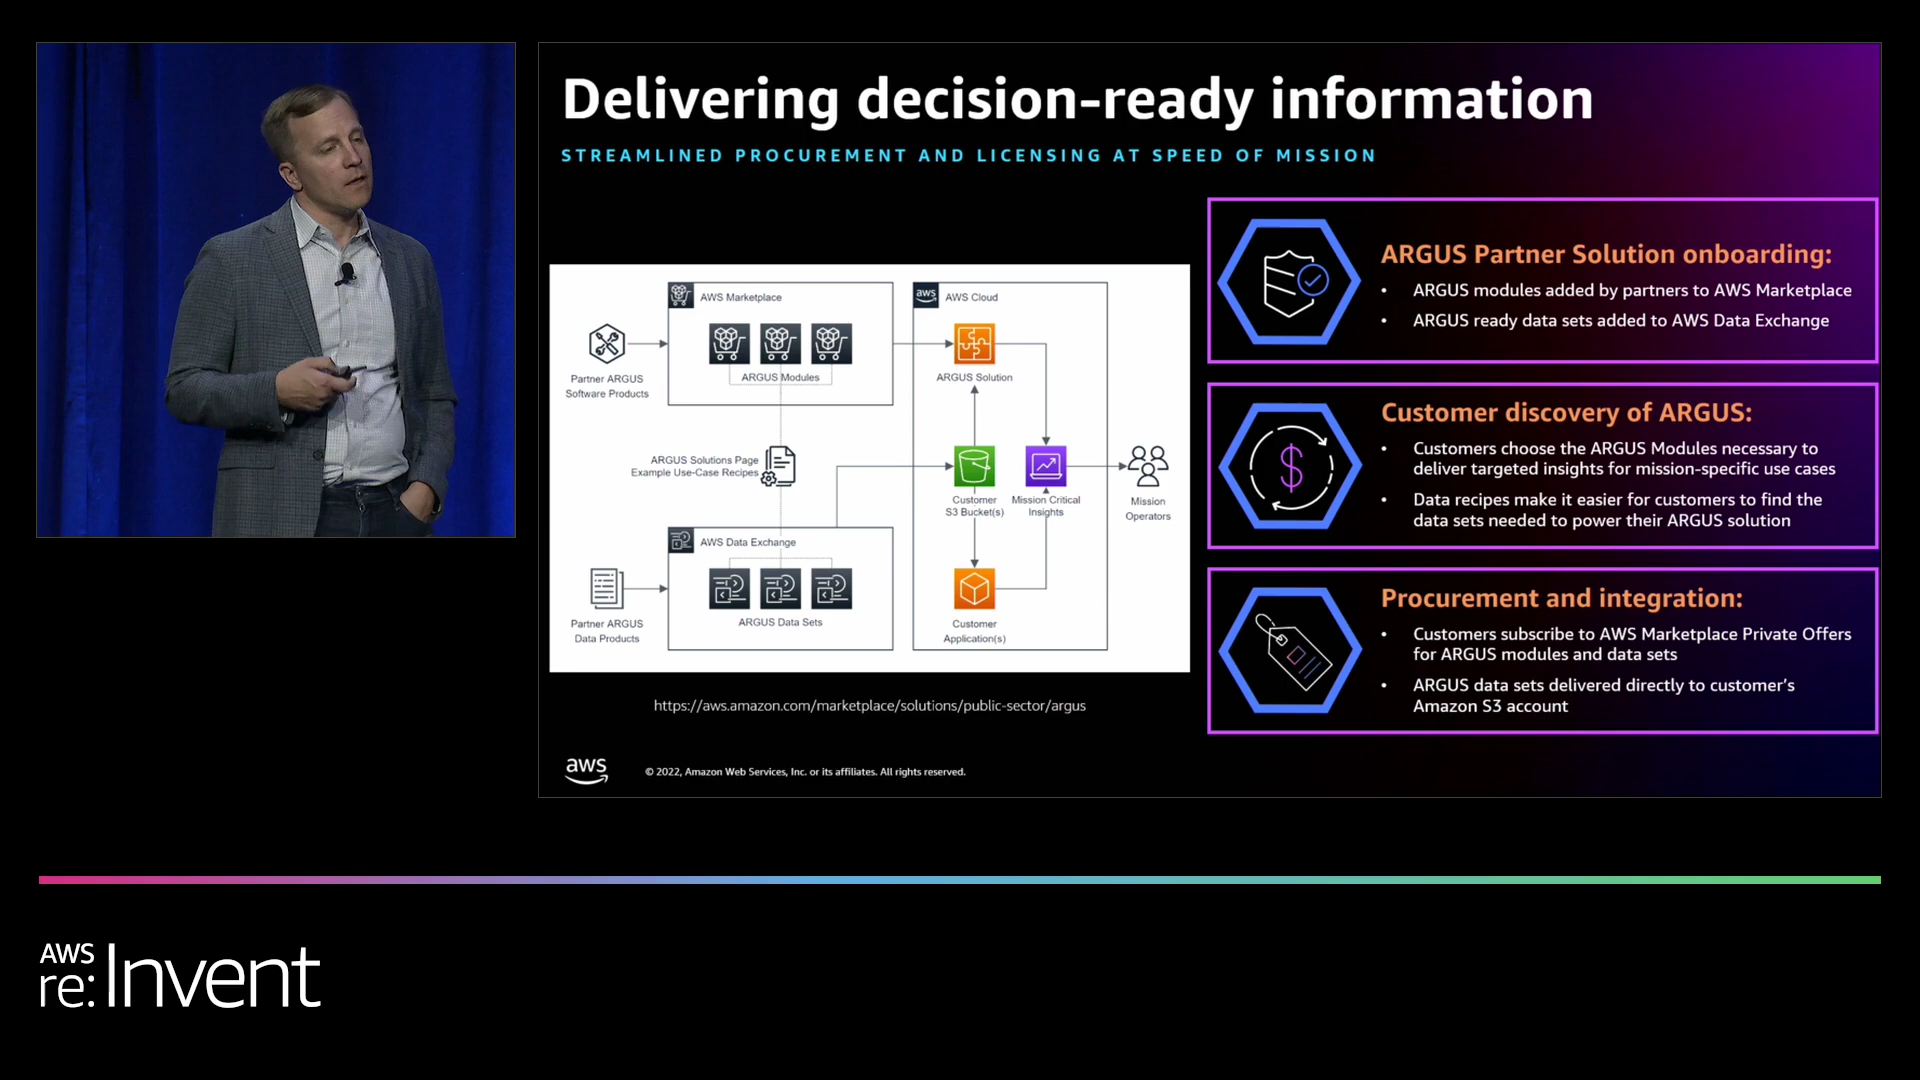 Delivering decision-ready information
STREAMLINED PROCUREMENT AND LICENSING AT SPEED OF MISSION
AWS Marketplace
ARGUS Modules
Partner ARGUS
Software Products
ARGUS Solutions Page
Example Use-Case Recipes
AWS Data Exchange
ARGUS Data Sets
Partner ARGUS
Data Products
aws
AWS Cloud
ARGUS Solution
Customer
S3 Bucket(s)
Mission Critical
Insights
Mission
Operators
Customer
Application(s)
https://aws.amazon.com/marketplace/solutions/public-sector/argus
ARGUS Partner Solution onboarding:
• ARGUS modules added by partners to AWS Marketplace
• ARGUS ready data sets added to AWS Data Exchange
Customer discovery of ARGUS:
• Customers choose the ARGUS Modules necessary to
deliver targeted insights for mission-specific use cases
• Data recipes make it easier for customers to find the
data sets needed to power their ARGUS solution
$
Procurement and integration:
• Customers subscribe to AWS Marketplace Private Offers
for ARGUS modules and data sets
• ARGUS data sets delivered directly to customer’s
Amazon S3 account
aws
© 2022, Amazon Web Services, Inc. or its affiliates. All rights reserved.
AWS
re:Invent